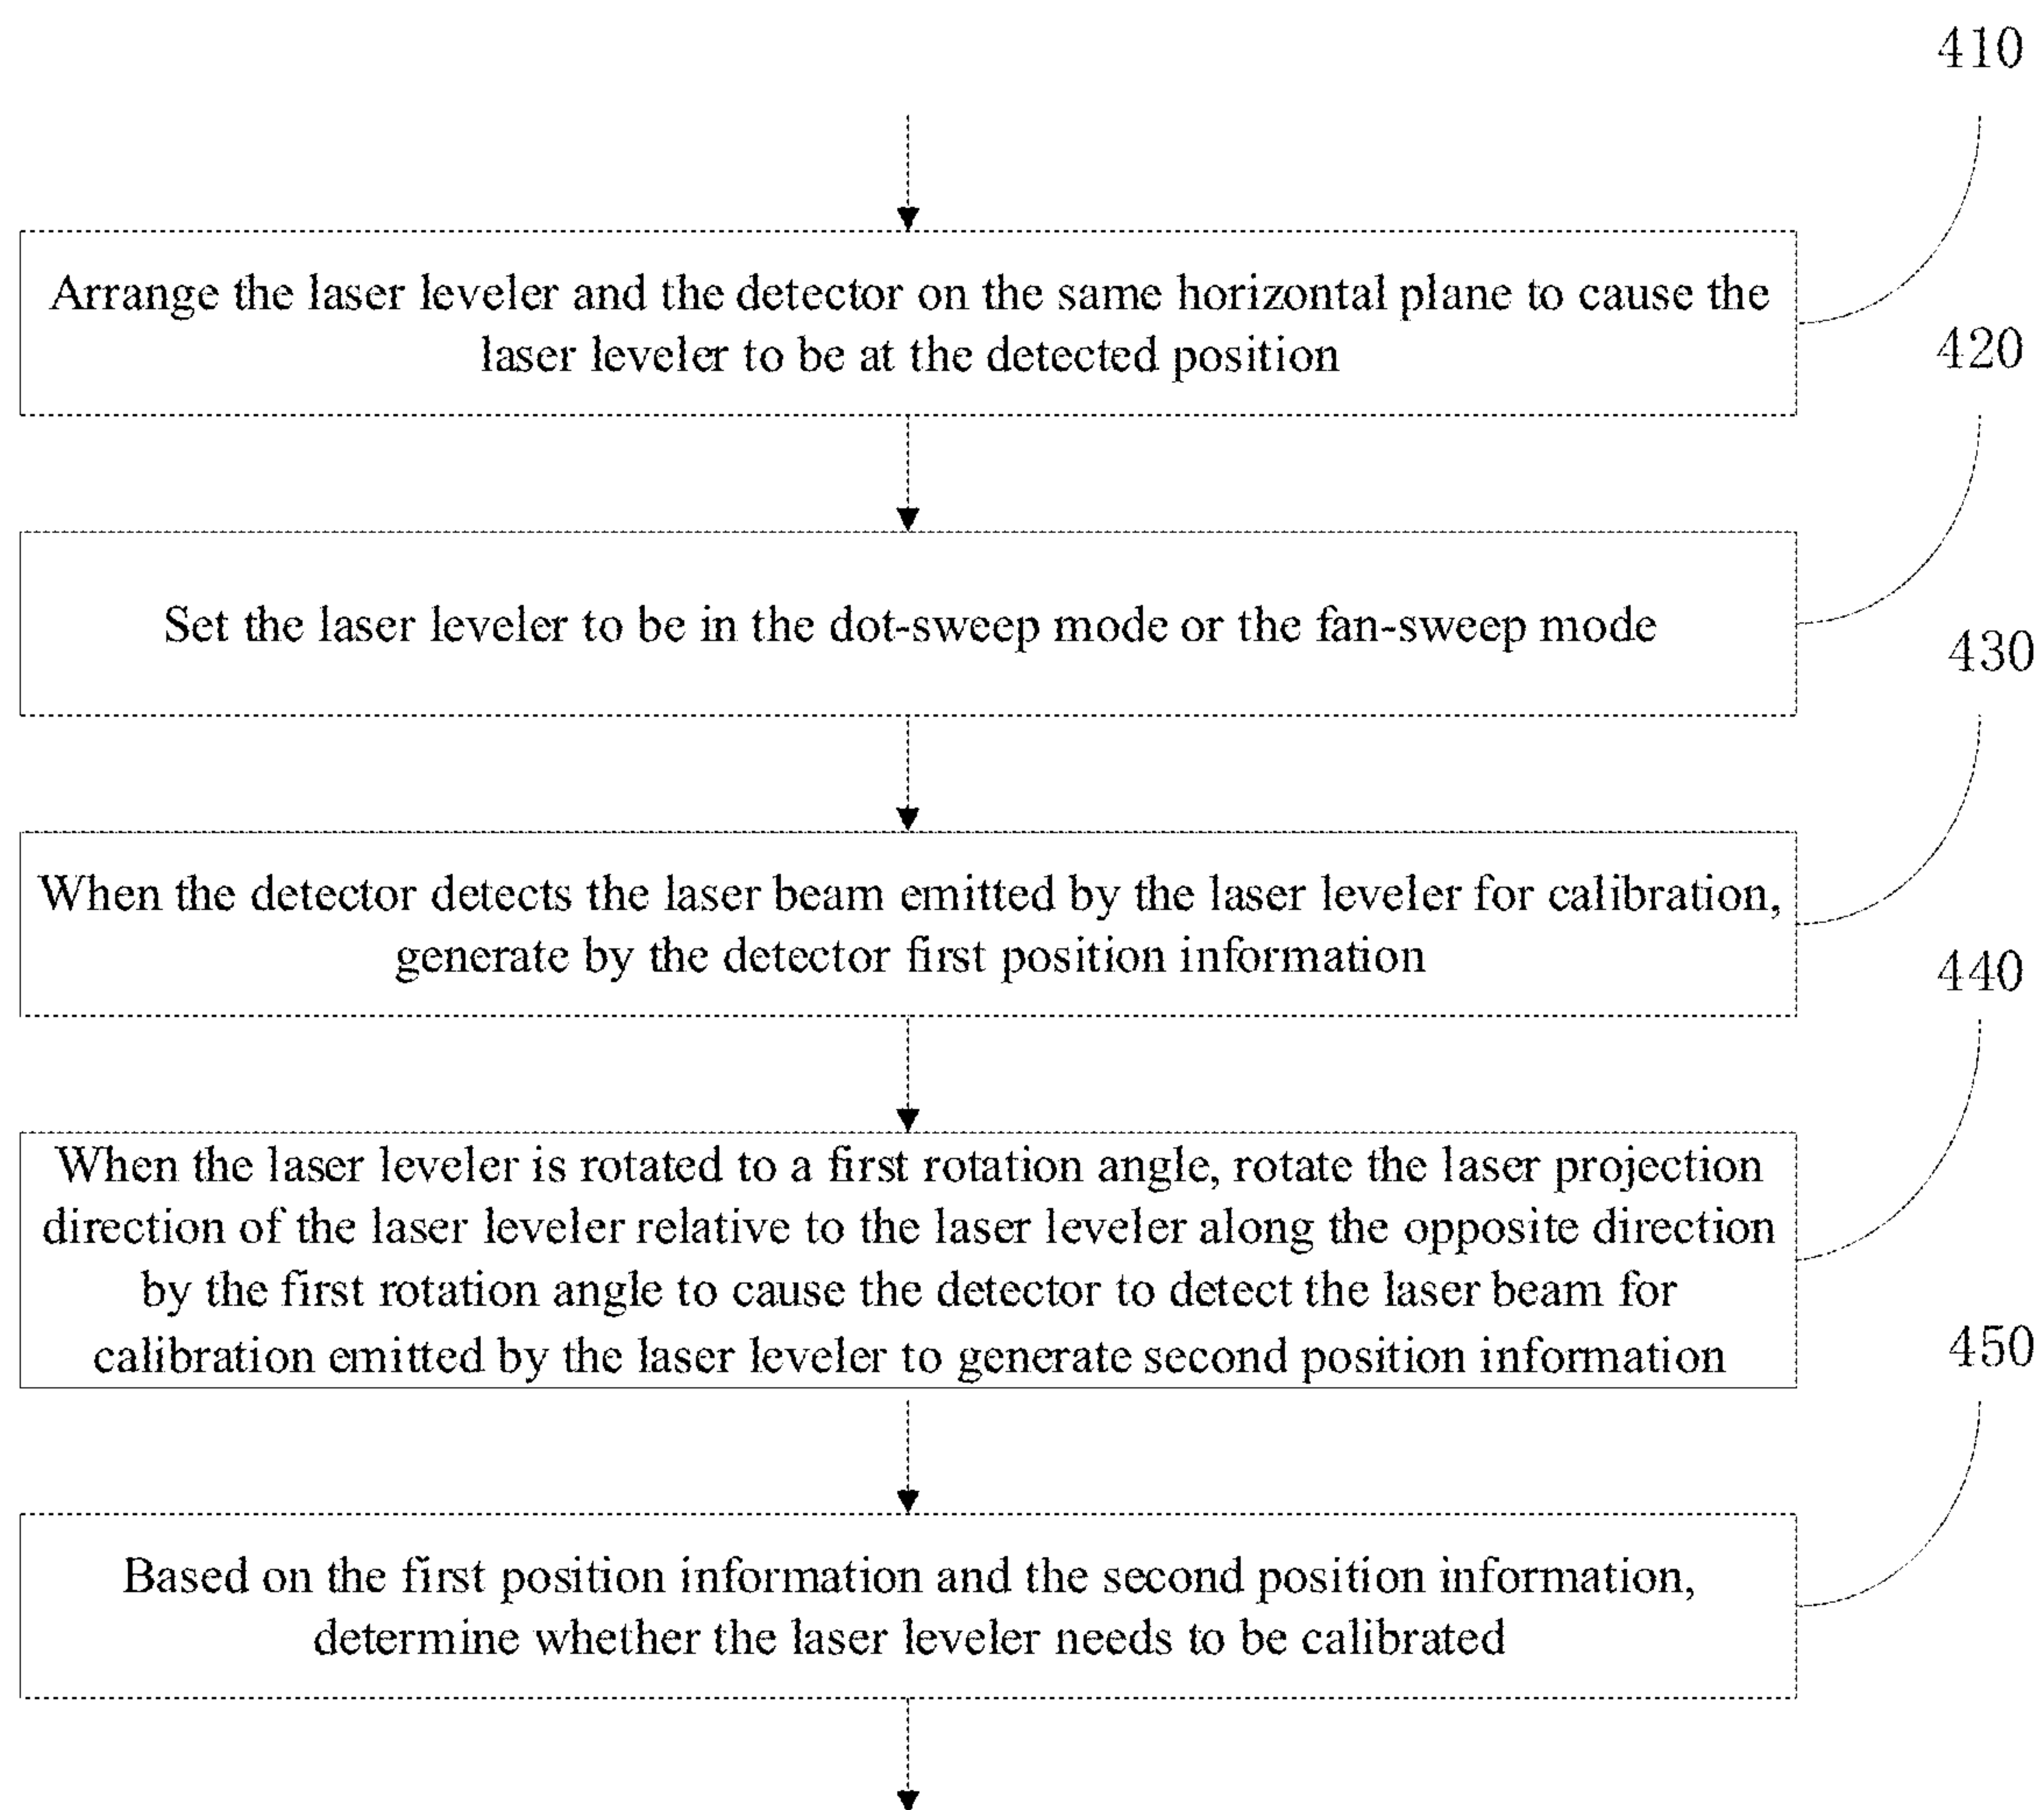 410
Arrange the laser leveler and the detector on the same horizontal plane to cause the
laser leveler to be at the detected position
420
Set the laser leveler to be in the dot-sweep mode or the fan-sweep mode
430
When the detector detects the laser beam emitted by the laser leveler for calibration,
generate by the detector first position information
440
When the laser leveler is rotated to a first rotation angle, rotate the laser projection
direction of the laser leveler relative to the laser leveler along the opposite direction
by the first rotation angle to cause the detector to detect the laser beam for
calibration emitted by the laser leveler to generate second position information
450
Based on the first position information and the second position information,
determine whether the laser leveler needs to be calibrated